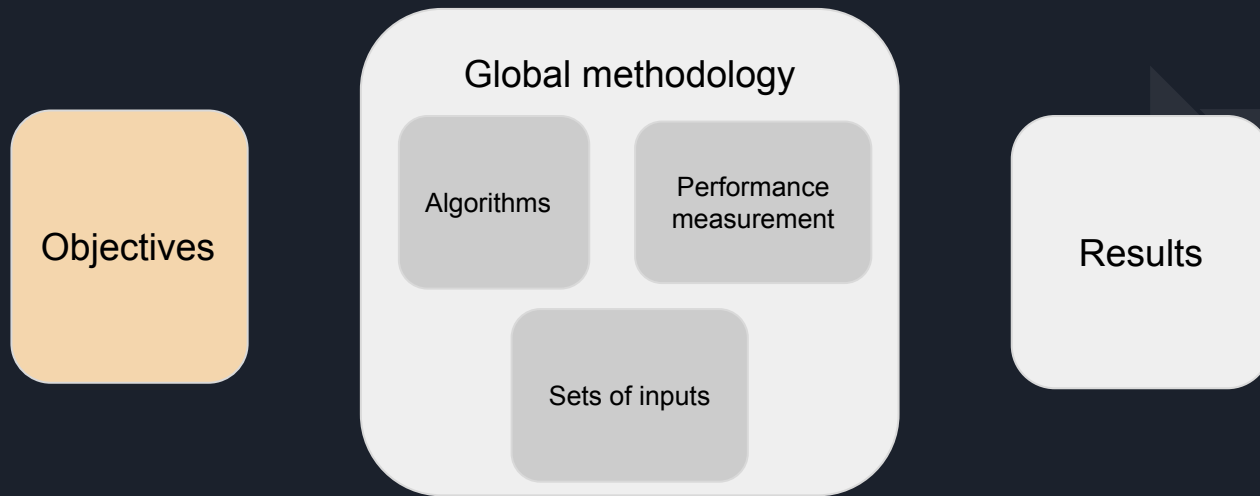 Objectives
Global methodology
Algorithms
Performance
measurement
Sets of inputs
Results